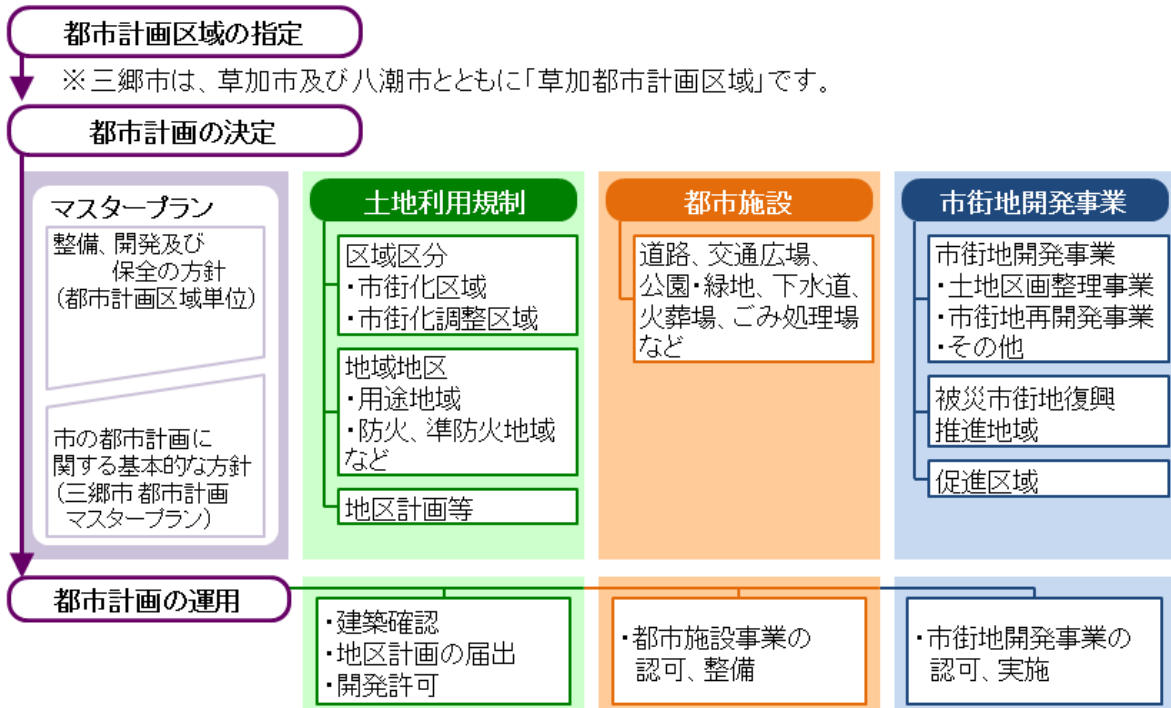 都市計画区域の指定
※三郷市は、草加市及び八潮市とともに「草加都市計画区域」です。
都市計画の決定
マスタープラン
整備、開発及び
保全の方針
(都市計画区域単位)
市の都市計画に
関する基本的な方針
(三郷市 都市計画
マスタープラン)
土地利用規制
区域区分
・市街化区域
・市街化調整区域
地域地区
・用途地域
・防火、準防火地域
など
地区計画等
都市施設
道路、交通広場、
公園・緑地、下水道、
火葬場、ごみ処理場
など
市街地開発事業
市街地開発事業
・土地区画整理事業
・市街地再開発事業
・その他
被災市街地復興
推進地域
促進区域
都市計画の運用
・建築確認
・地区計画の届出
・開発許可
・都市施設事業の
認可、整備
・市街地開発事業の
認可、実施